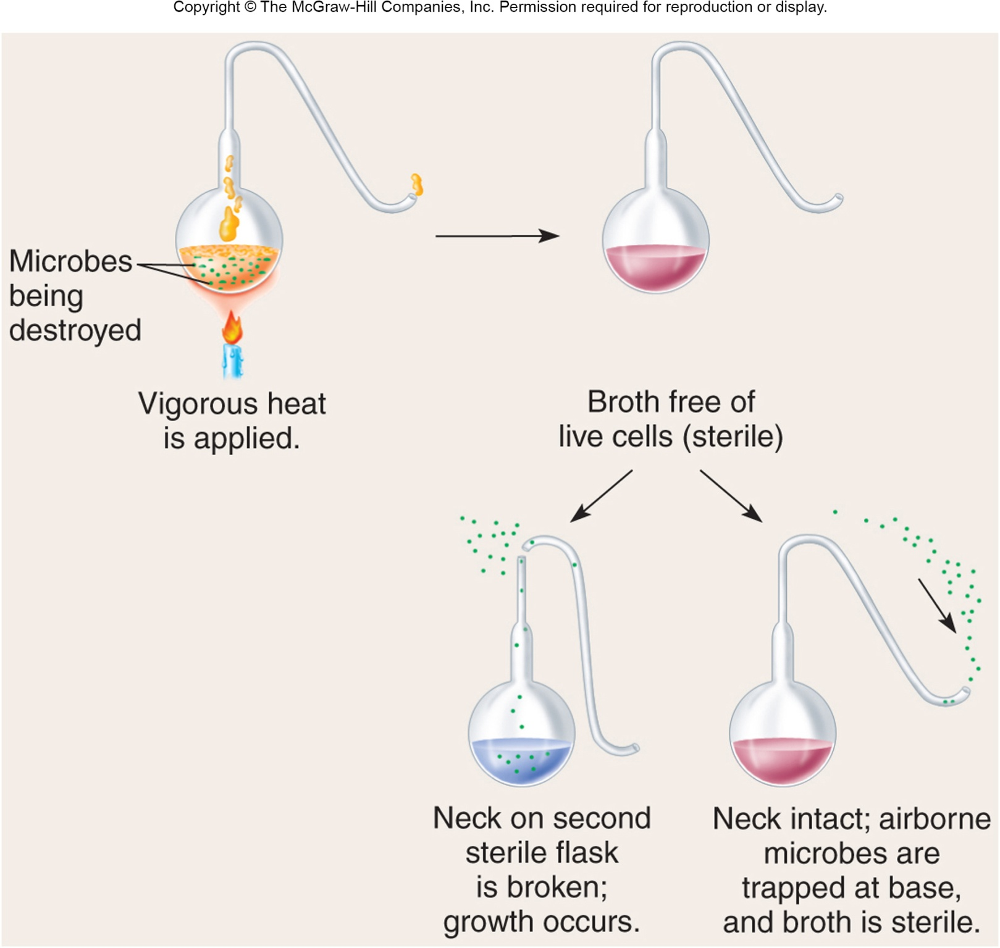 Copyright © The McGraw-Hill Companies, Inc. Permission required for reproduction or display.
Microbes
being
destroyed
Vigorous heat
is applied.
Broth free of
live cells (sterile)
Neck on second
sterile flask
is broken;
growth occurs.
Neck intact; airborne
microbes are
trapped at base,
and broth is sterile.